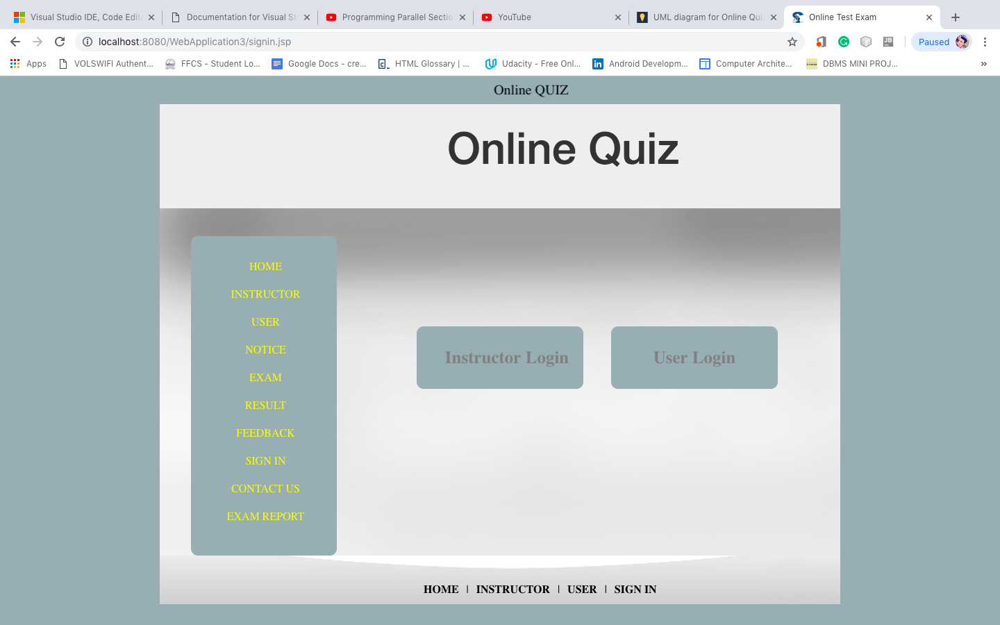 Visual Studio IDE, Code Edit
Documentation for Visual St
Programming Parallel Sectio
YouTube
UML diagram for Online Qui
Online Test Exam
localhost:8080/WebApplication3/signin.jsp
Paused
Apps
VOLSWIFI Authent...
FFCS - Student Lo...
Google Docs - cre...
HTML Glossary | ...
Udacity - Free Onl...
Android Developm...
Computer Archite...
DBMS MINI PROJ...
»
Online QUIZ
Online Quiz
HOME
INSTRUCTOR
USER
NOTICE
EXAM
RESULT
FEEDBACK
SIGN IN
CONTACT US
EXAM REPORT
Instructor Login
User Login
HOME | INSTRUCTOR | USER | SIGN IN